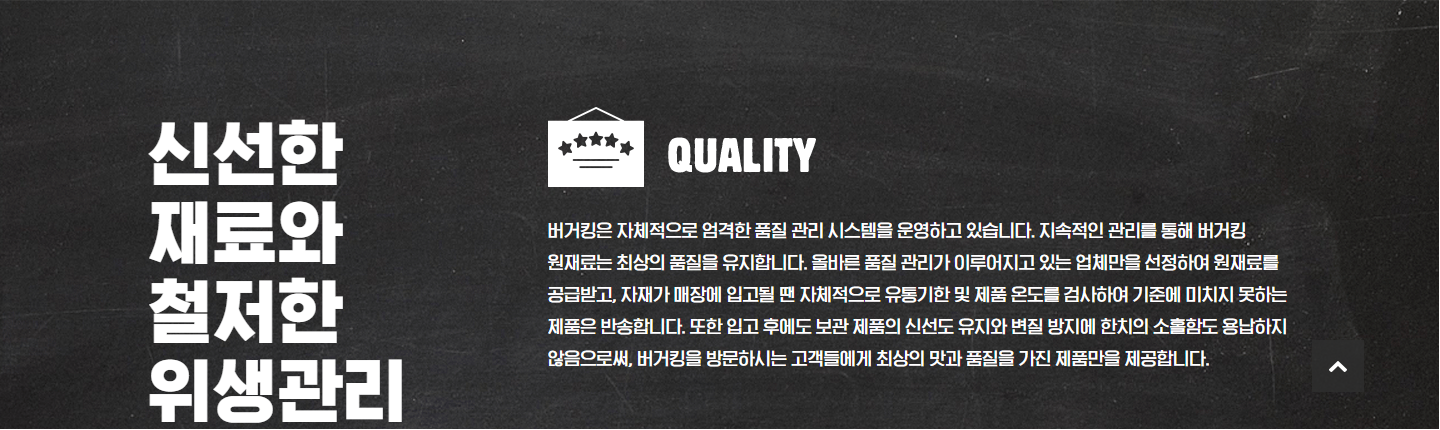 신선한
재료와
철저한
위생관리
QUALITY
버거킹은 자체적으로 엄격한 품질 관리 시스템을 운영하고 있습니다. 지속적인 관리를 통해 버거킹
원재료는 최상의 품질을 유지합니다. 올바른 품질 관리가 이루어지고 있는 업체만을 선정하여 원재료를
공급받고, 자재가 매장에 입고될 땐 자체적으로 유통기한 및 제품 온도를 검사하여 기준에 미치지 못하는
제품은 반송합니다. 또한 입고 후에도 보관 제품의 신선도 유지와 변질 방지에 한치의 소홀함도 용납하지
않음으로써, 버거킹을 방문하시는 고객들에게 최상의 맛과 품질을 가진 제품만을 제공합니다.